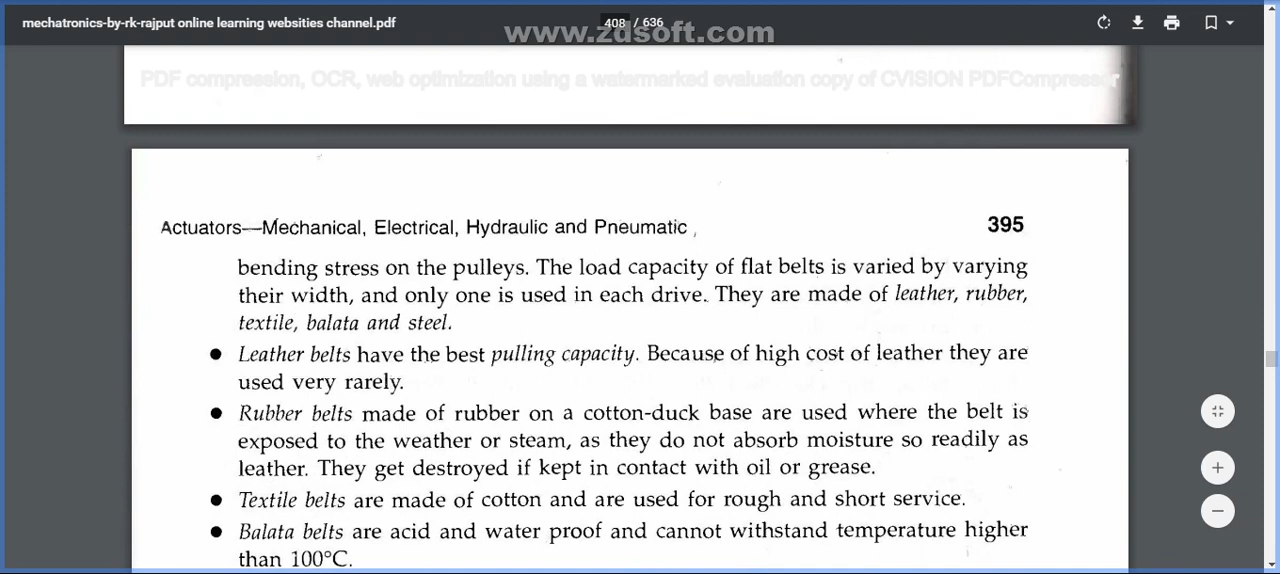 mechatronics-by-rk-rajput online learning websities channel.pdf
408 / 636
www.zdsoft.com
PDF compression, OCR, web optimization using a watermarked evaluation copy of CVISION PDFCompressor
Actuators—Mechanical, Electrical, Hydraulic and Pneumatic
395
bending stress on the pulleys. The load capacity of flat belts is varied by varying
their width, and only one is used in each drive. They are made of leather, rubber,
textile, balata and steel.
● Leather belts have the best pulling capacity. Because of high cost of leather they are
used very rarely.
● Rubber belts made of rubber on a cotton-duck base are used where the belt is
exposed to the weather or steam, as they do not absorb moisture so readily as
leather. They get destroyed if kept in contact with oil or grease.
● Textile belts are made of cotton and are used for rough and short service.
● Balata belts are acid and water proof and cannot withstand temperature higher
than 100°C.